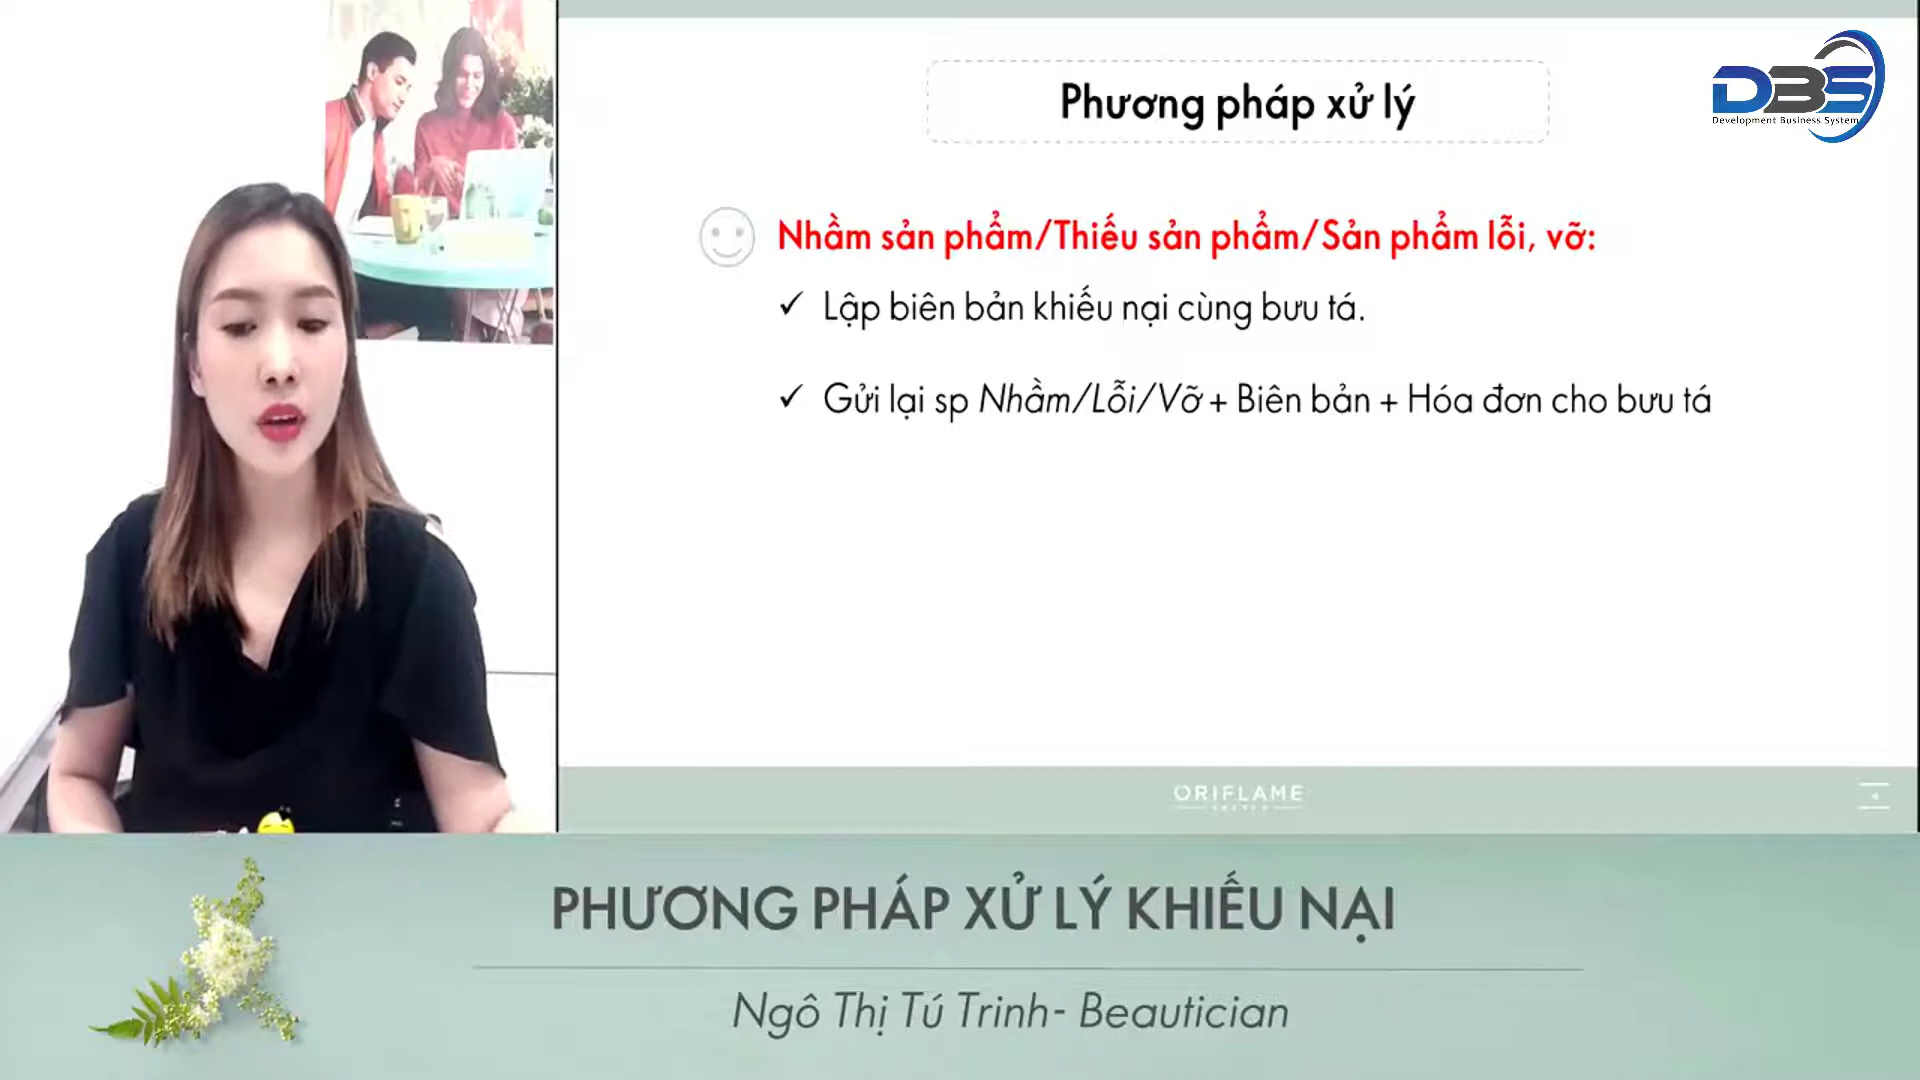 Phương pháp xử lý
DBS
Development Business System
Nhầm sản phẩm/Thiếu sản phẩm/Sản phẩm lỗi, vỡ:
✓ Lập biên bản khiếu nại cùng bưu tá.
✓ Gửi lại sp Nhầm/Lỗi/Vỡ + Biên bản + Hóa đơn cho bưu tá
ORIFLAME
PHƯƠNG PHÁP XỬ LÝ KHIẾU NẠI
Ngô Thị Tú Trinh- Beautician